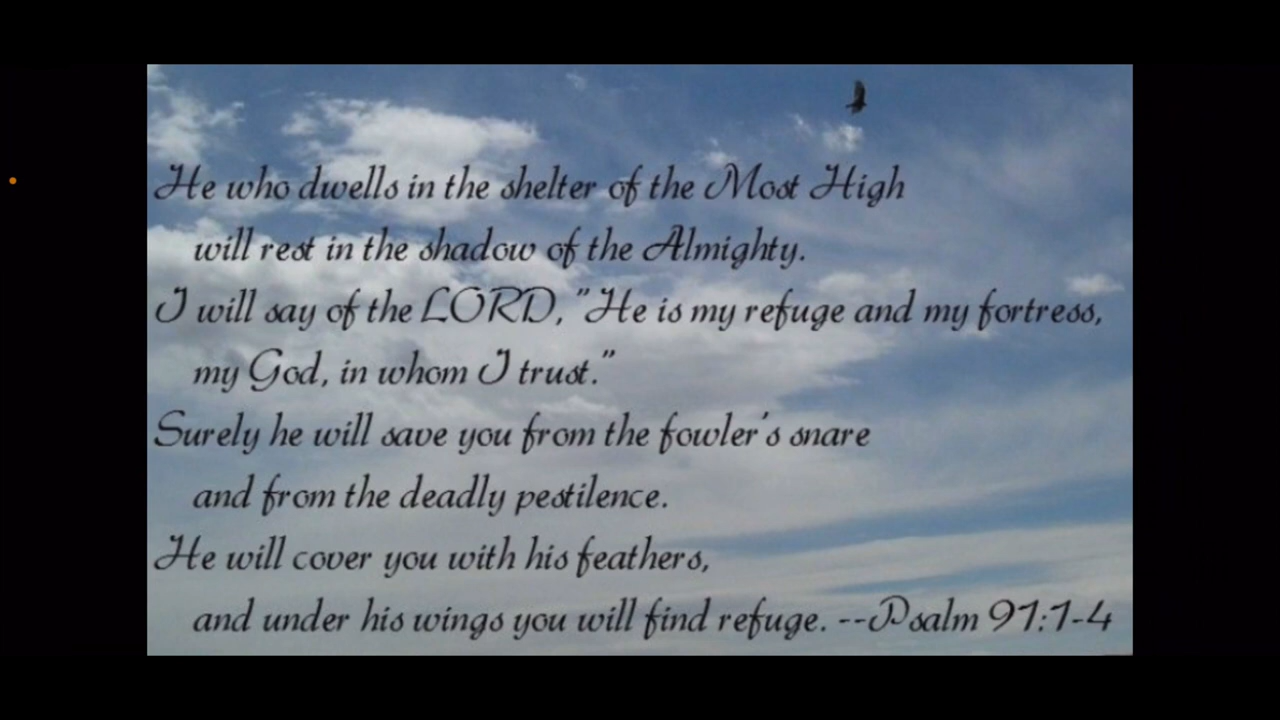 He who dwells in the shelter of the Most High
will rest in the shadow of the Almighty.
I will say of the LORD, "He is my refuge and my fortress,
my God, in whom I trust."
Surely he will save you from the fowler's snare
and from the deadly pestilence.
He will cover you with his feathers,
and under his wings you will find refuge. --Psalm 91:1-4